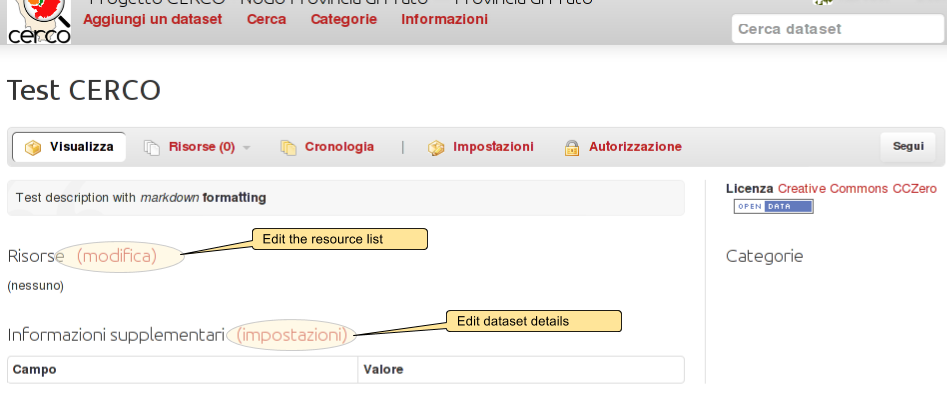 Progetto CERCO - Nodo Provincia di Prato - Provincia di Prato
cerco
Aggiungi un dataset Cerca Categorie Informazioni
Cerca dataset
Test CERCO
Visualizza Risorse (0) Cronologia | Impostazioni Autorizzazione Segui
Test description with markdown formatting
Licenza Creative Commons CCZero
OPEN DATA
Edit the resource list
Risorse (modifica)
Categorie
(nessuno)
Edit dataset details
Informazioni supplementari (impostazioni)
Campo Valore